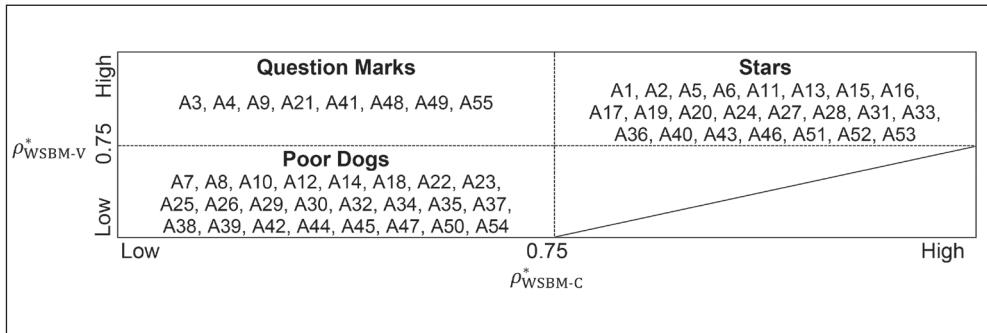 Question Marks
A3, A4, A9, A21, A41, A48, A49, A55
Stars
A1, A2, A5, A6, A11, A13, A15, A16,
A17, A19, A20, A24, A27, A28, A31, A33,
A36, A40, A43, A46, A51, A52, A53
High
0.75
Low
ρ*WSBM-V
Poor Dogs
A7, A8, A10, A12, A14, A18, A22, A23,
A25, A26, A29, A30, A32, A34, A35, A37,
A38, A39, A42, A44, A45, A47, A50, A54
Low 0.75 High
ρ*WSBM-C